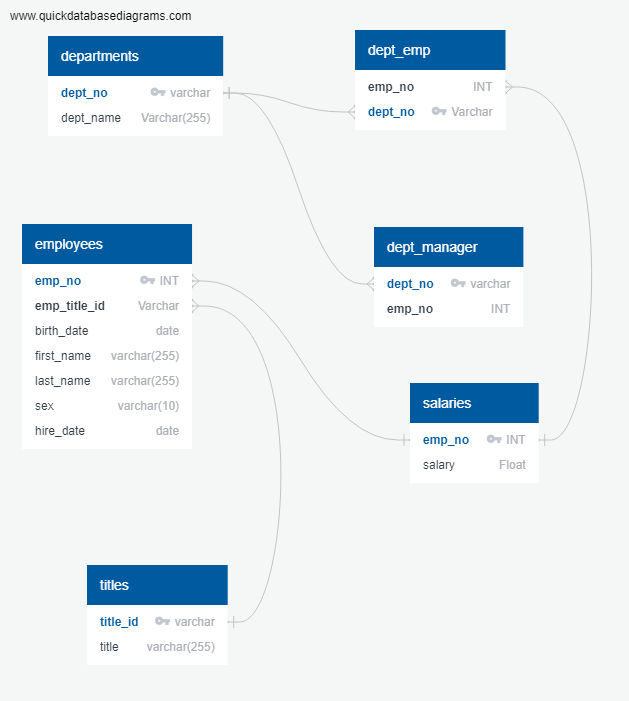 www.quickdatabasediagrams.com
departments
dept_no varchar
dept_name Varchar(255)
dept_emp
emp_no INT
dept_no Varchar
employees
emp_no INT
emp_title_id Varchar
birth_date date
first_name varchar(255)
last_name varchar(255)
sex varchar(10)
hire_date date
dept_manager
dept_no varchar
emp_no INT
salaries
emp_no INT
salary Float
titles
title_id varchar
title varchar(255)